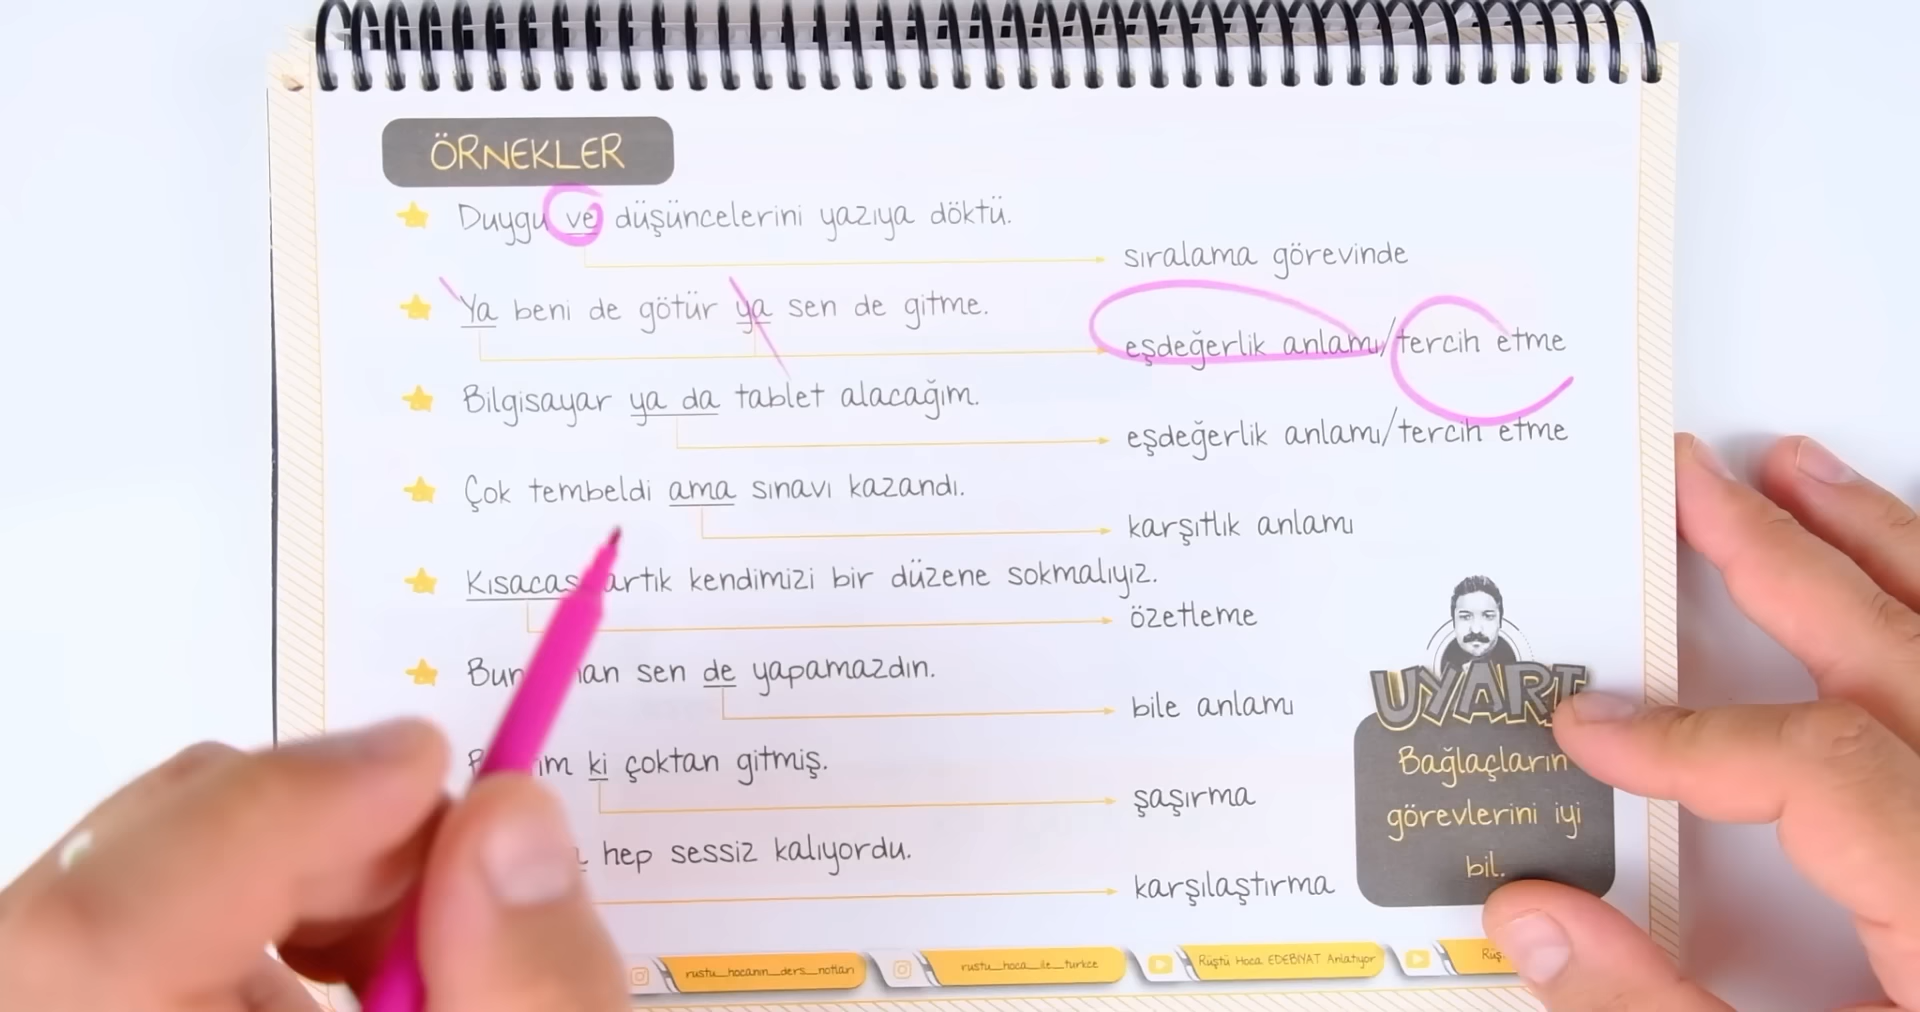 ÖRNEKLER
Duygu ve düşüncelerini yazıya döktü.
sıralama görevinde
Ya beni de götür ya sen de gitme.
eşdeğerlik anlamı/tercih etme
Bilgisayar ya da tablet alacağım.
eşdeğerlik anlamı/tercih etme
Çok tembeldi ama sınavı kazandı.
karşıtlık anlamı
artık kendimizi bir düzene sokmalıyız.
özetleme
sen de yapamazdın.
bile anlamı
ki çoktan gitmiş.
şaşırma
hep sessiz kalıyordu.
karşılaştırma
UYARI
Bağlaçların
görevlerini iyi
bil.
rustu_hocanın_ders_notları
rustu_hoca_ile_turkce
Rüştü Hoca EDEBİYAT Anlatıyor